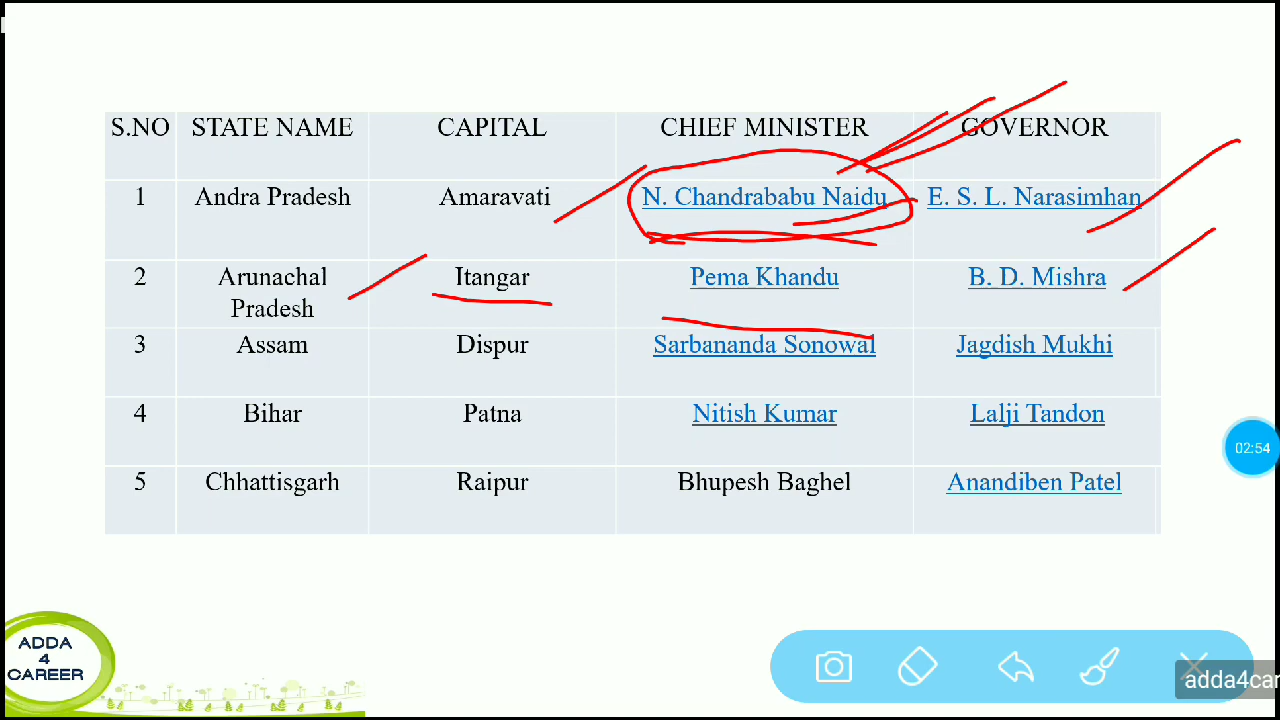 S.NO STATE NAME CAPITAL CHIEF MINISTER GOVERNOR
1 Andra Pradesh Amaravati N. Chandrababu Naidu E. S. L. Narasimhan
2 Arunachal Itangar Pema Khandu B. D. Mishra
Pradesh
3 Assam Dispur Sarbananda Sonowal Jagdish Mukhi
4 Bihar Patna Nitish Kumar Lalji Tandon
02:54
5 Chhattisgarh Raipur Bhupesh Baghel Anandiben Patel
ADDA
4
CAREER
adda4car